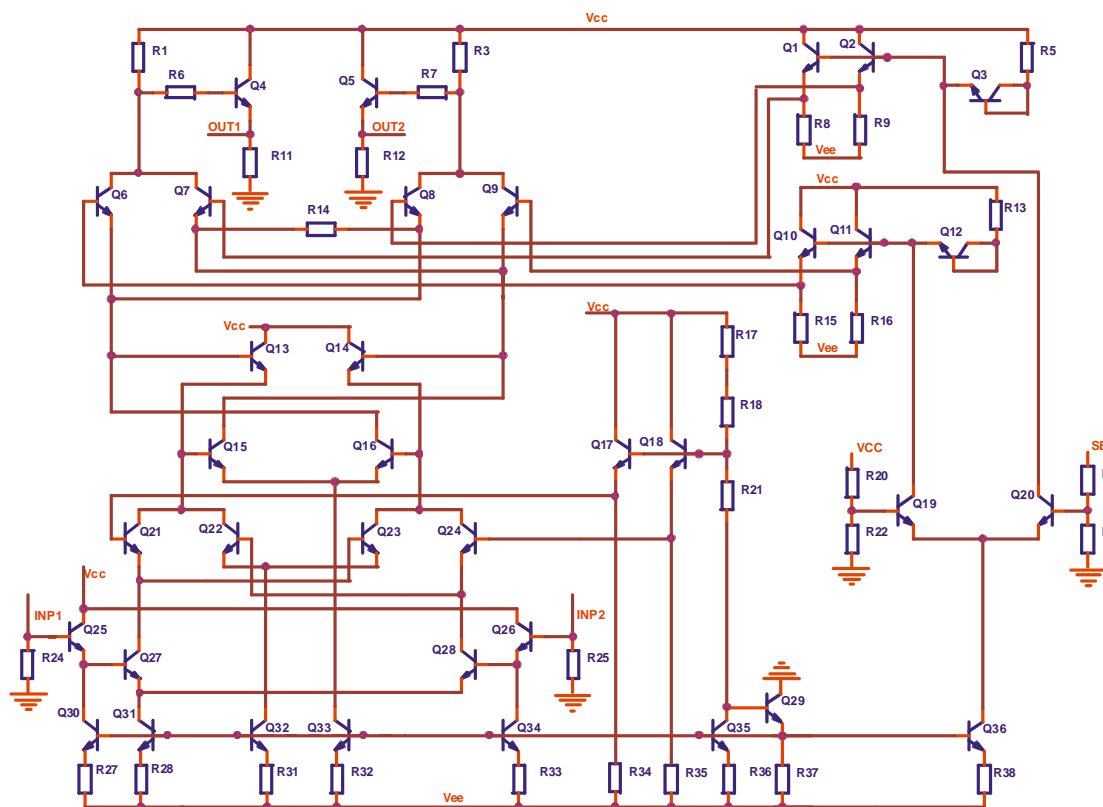 Vcc
R1
R3
Q1
Q2
R5
R6
Q4
Q5
R7
Q3
OUT1
OUT2
R8
R9
R11
R12
Vee
Q6
Q7
Q8
Q9
Vcc
R14
R13
Q10
Q11
Q12
Vcc
Vcc
R15
R16
Q13
Q14
R17
Vee
R18
Q15
Q16
Q17
Q18
VCC
R20
R21
Q19
Q20
Q21
Q22
Q23
Q24
R22
Vcc
INP1
INP2
Q25
Q26
R24
Q27
Q28
R25
Q29
Q30
Q31
Q32
Q33
Q34
Q35
Q36
R27
R28
R31
R32
R33
R34
R35
R36
R37
R38
Vee